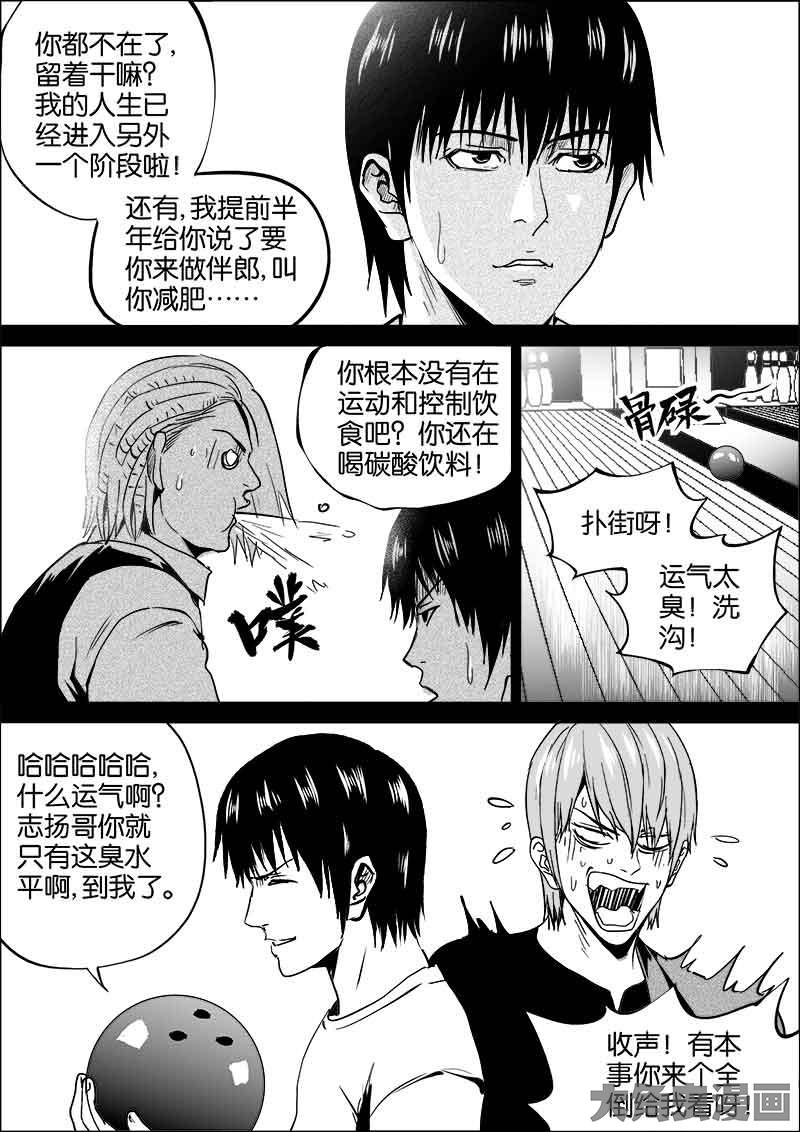 你都不在了，
留着干嘛？
我的人生已
经进入另外
一个阶段啦！
还有，我提前半
年给你说了要
你来做伴郎，叫
你减肥……
你根本没有在
运动和控制饮
食吧？你还在
喝碳酸饮料！
噗
骨碌
扑街呀！
运气太
臭！洗
沟！
哈哈哈哈哈，
什么运气啊？
志扬哥你就
只有这臭水
平啊，到我了。
收声！有本
事你来个全
倒给我看呀！